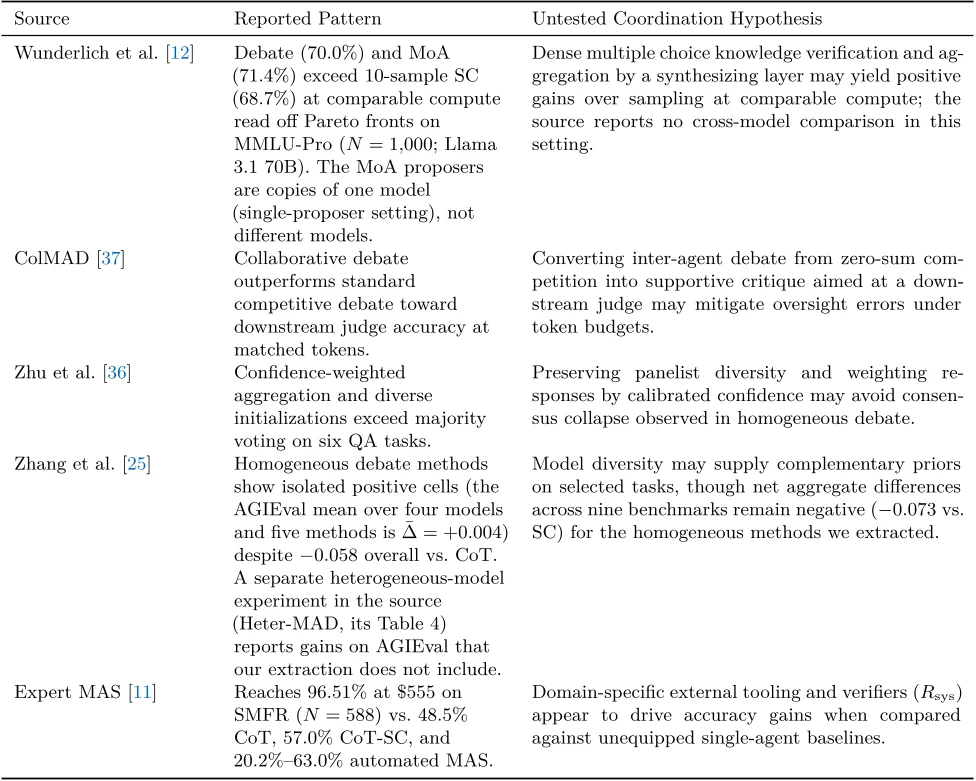 Source Reported Pattern Untested Coordination Hypothesis
Wunderlich et al. [12]
Debate (70.0%) and MoA
(71.4%) exceed 10-sample SC
(68.7%) at comparable compute
read off Pareto fronts on
MMLU-Pro (N = 1,000; Llama
3.1 70B). The MoA proposers
are copies of one model
(single-proposer setting), not
different models.
Dense multiple choice knowledge verification and ag-
gregation by a synthesizing layer may yield positive
gains over sampling at comparable compute; the
source reports no cross-model comparison in this
setting.
ColMAD [37]
Collaborative debate
outperforms standard
competitive debate toward
downstream judge accuracy at
matched tokens.
Converting inter-agent debate from zero-sum com-
petition into supportive critique aimed at a down-
stream judge may mitigate oversight errors under
token budgets.
Zhu et al. [36]
Confidence-weighted
aggregation and diverse
initializations exceed majority
voting on six QA tasks.
Preserving panelist diversity and weighting re-
sponses by calibrated confidence may avoid consen-
sus collapse observed in homogeneous debate.
Zhang et al. [25]
Homogeneous debate methods
show isolated positive cells (the
AGIEval mean over four models
and five methods is Δ̄ = +0.004)
despite −0.058 overall vs. CoT.
A separate heterogeneous-model
experiment in the source
(Heter-MAD, its Table 4)
reports gains on AGIEval that
our extraction does not include.
Model diversity may supply complementary priors
on selected tasks, though net aggregate differences
across nine benchmarks remain negative (−0.073 vs.
SC) for the homogeneous methods we extracted.
Expert MAS [11]
Reaches 96.51% at $555 on
SMFR (N = 588) vs. 48.5%
CoT, 57.0% CoT-SC, and
20.2%–63.0% automated MAS.
Domain-specific external tooling and verifiers (R_sys)
appear to drive accuracy gains when compared
against unequipped single-agent baselines.